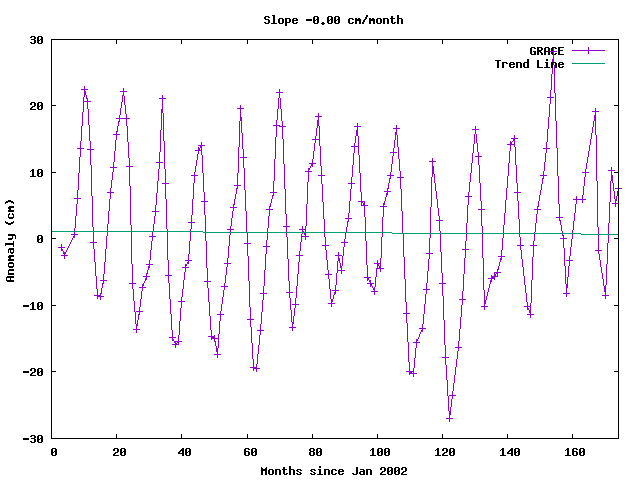 Slope -0.00 cm/month
GRACE
Trend Line
30
20
10
0
-10
-20
-30
Anomaly (cm)
0 20 40 60 80 100 120 140 160
Months since Jan 2002